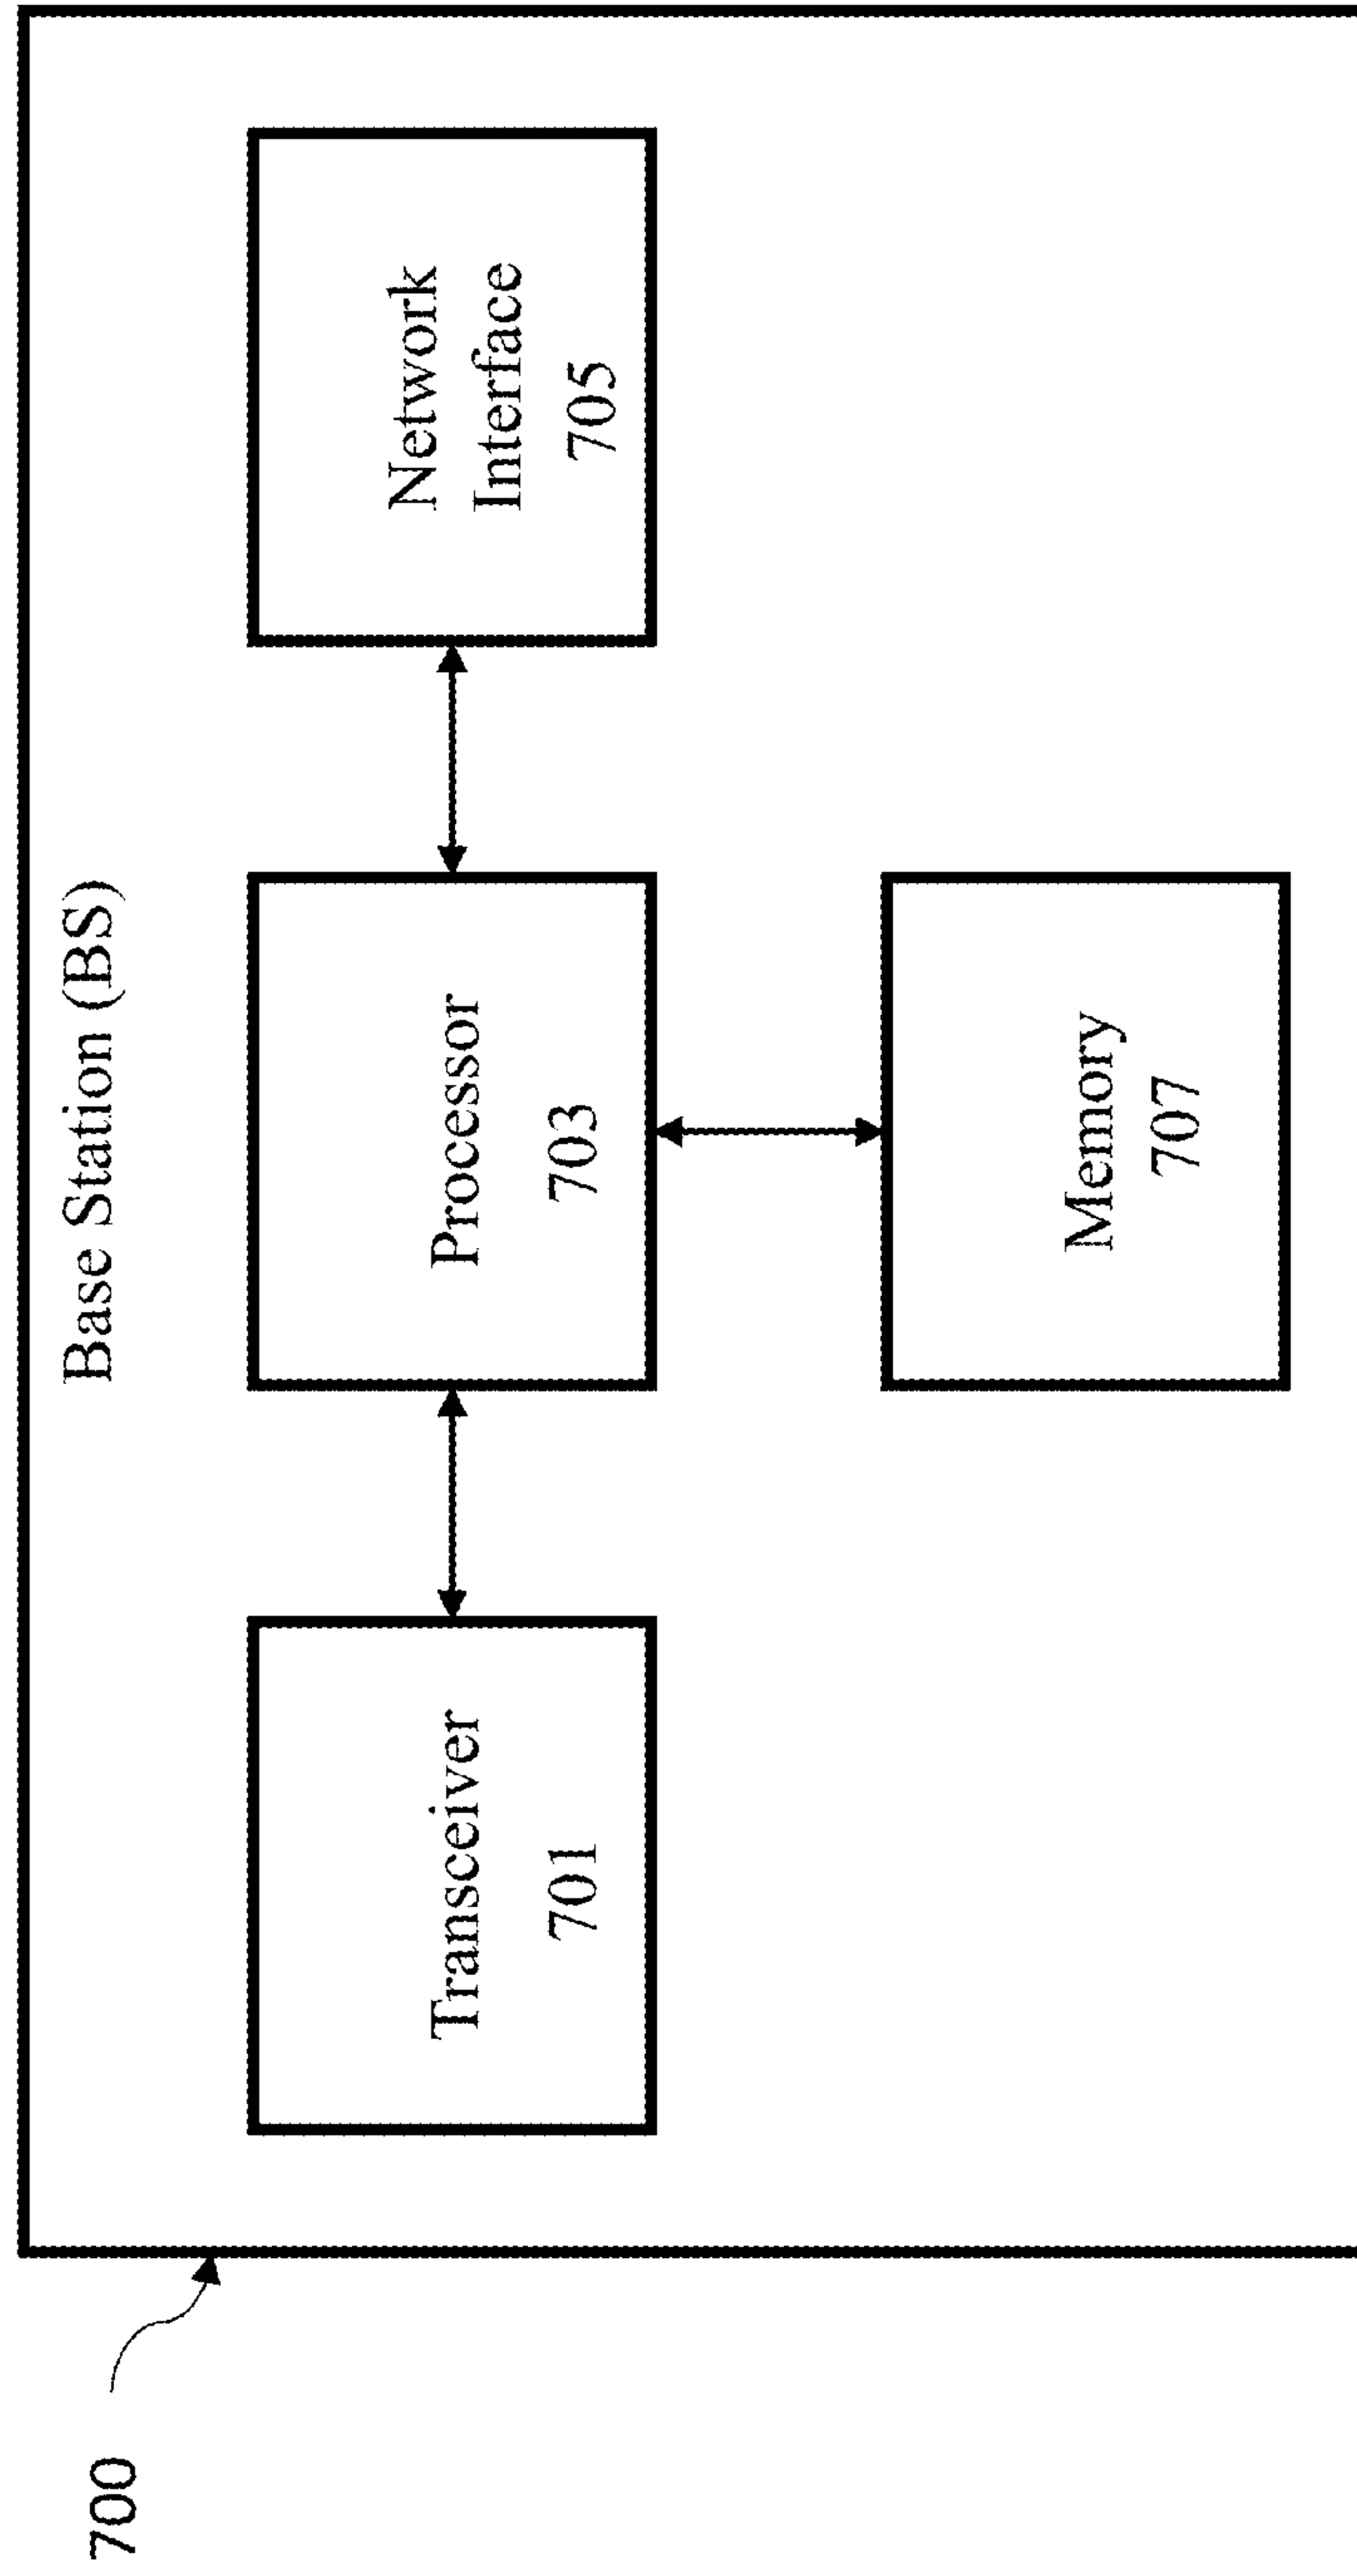 700
Base Station (BS)
Transceiver
701
Processor
703
Network
Interface
705
Memory
707